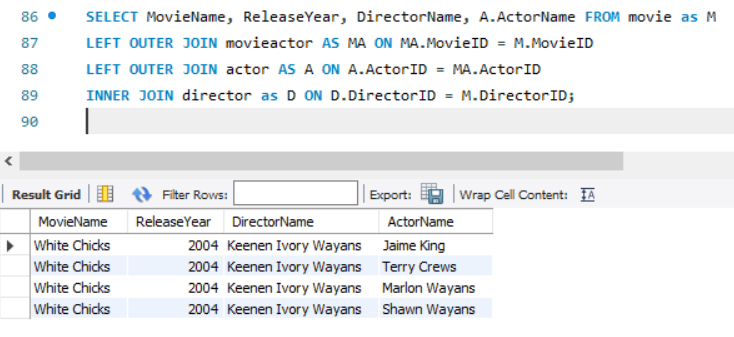 86 SELECT MovieName, ReleaseYear, DirectorName, A.ActorName FROM movie as M
87 LEFT OUTER JOIN movieactor AS MA ON MA.MovieID = M.MovieID
88 LEFT OUTER JOIN actor AS A ON A.ActorID = MA.ActorID
89 INNER JOIN director as D ON D.DirectorID = M.DirectorID;
90
Result Grid Filter Rows: Export: Wrap Cell Content:
MovieName ReleaseYear DirectorName ActorName
White Chicks 2004 Keenen Ivory Wayans Jaime King
White Chicks 2004 Keenen Ivory Wayans Terry Crews
White Chicks 2004 Keenen Ivory Wayans Marlon Wayans
White Chicks 2004 Keenen Ivory Wayans Shawn Wayans